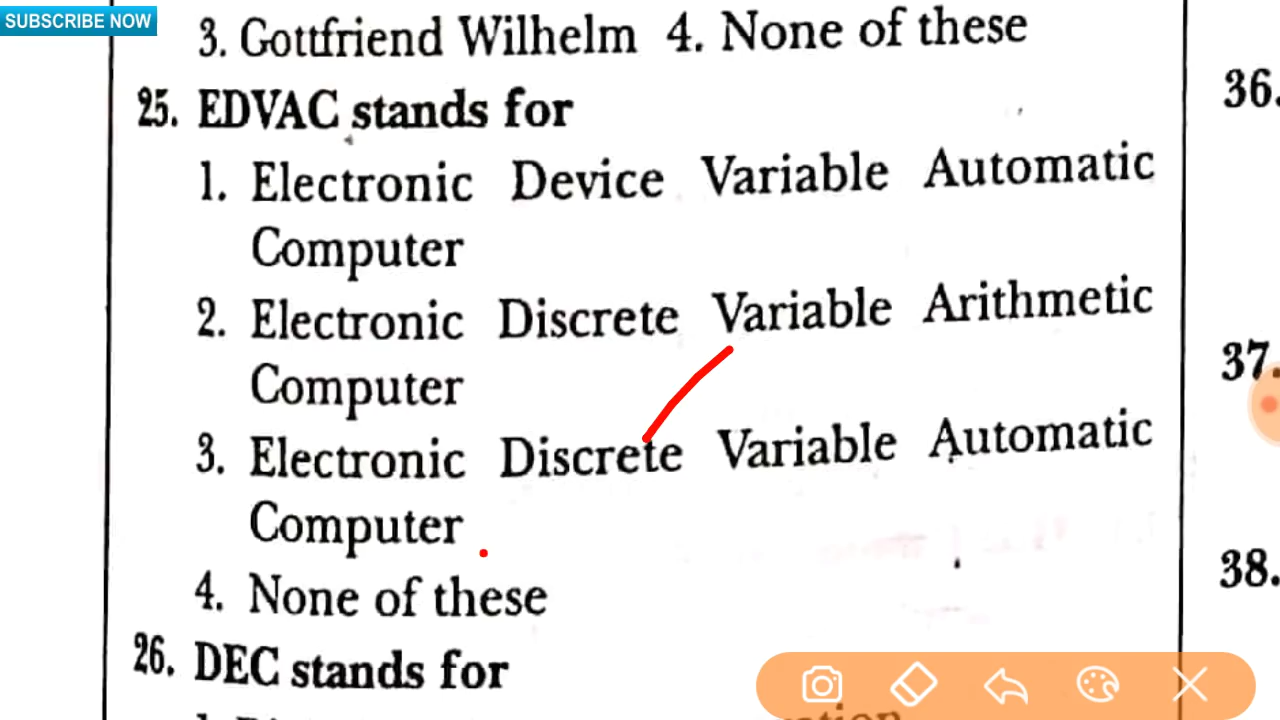 SUBSCRIBE NOW
3. Gottfriend Wilhelm 4. None of these
25. EDVAC stands for
1. Electronic Device Variable Automatic
Computer
2. Electronic Discrete Variable Arithmetic
Computer
3. Electronic Discrete Variable Automatic
Computer
4. None of these
26. DEC stands for
36.
37.
38.